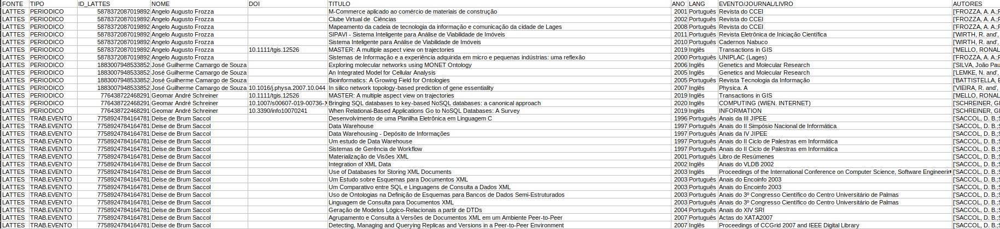 FONTE TIPO ID_LATTES NOME DOI TITULO ANO LANG EVENTO/JOURNAL/LIVRO AUTORES
LATTES PERIODICO 5878372087019892 Angelo Augusto Frozza M-Commerce aplicado ao comércio de materiais de construção 2001 Português Revista do CCEI ['FROZZA, A. A.;F
LATTES PERIODICO 5878372087019892 Angelo Augusto Frozza Clube Virtual de Ciências 2002 Português Revista do CCEI ['FROZZA, A. A.;F
LATTES PERIODICO 5878372087019892 Angelo Augusto Frozza Mapeamento da cadeia de tecnologia da informação e comunicação da cidade de Lages 2008 Português Revista do CCEI ['FROZZA, A. A.;F
LATTES PERIODICO 5878372087019892 Angelo Augusto Frozza SIPAVI - Sistema Inteligente para Análise de Viabilidade de Imóveis 2011 Português Revista Eletrônica de Iniciação Científica ['WIRTH, R. and',
LATTES PERIODICO 5878372087019892 Angelo Augusto Frozza Sistema Inteligente para Análise de Viabilidade de Imóveis 2010 Português Cadernos Nabuco ['WIRTH, R. and',
LATTES PERIODICO 5878372087019892 Angelo Augusto Frozza 10.1111/tgis.12526 MASTER: A multiple aspect view on trajectories 2019 Inglês Transactions in GIS ['MELLO, RONAL
LATTES PERIODICO 5878372087019892 Angelo Augusto Frozza Sistemas de Informação e a experiência adquirida em micro e pequenas indústrias: uma reflexão 2000 Português UNIPLAC (Lages) ['FROZZA, A. A.;F
LATTES PERIODICO 1883007948533852 José Guilherme Camargo de Souza Exploring molecular networks using MONET Ontology 2006 Inglês Genetics and Molecular Research ['SILVA, João Pau
LATTES PERIODICO 1883007948533852 José Guilherme Camargo de Souza An Integrated Model for Cellular Analysis 2005 Inglês Genetics and Molecular Research ['LEMKE, N. and',
LATTES PERIODICO 1883007948533852 José Guilherme Camargo de Souza Bioinformatics: A Growing Field for Ontologies 2005 Português Revista Tecnologia da Informação ['BATTISTELLA, E
LATTES PERIODICO 1883007948533852 José Guilherme Camargo de Souza 10.1016/j.physa.2007.10.044 In silico network topology-based prediction of gene essentiality 2007 Inglês Physica. A ['VIEIRA, R. and',
LATTES PERIODICO 776438722468291 Geomar André Schreiner 10.1111/tgis.12526 MASTER: A multiple aspect view on trajectories 2019 Inglês Transactions in GIS ['MELLO, RONAL
LATTES PERIODICO 776438722468291 Geomar André Schreiner 10.1007/s00607-019-00736- Bringing SQL databases to key-based NoSQL databases: a canonical approach 2020 Inglês COMPUTING (WIEN. INTERNET) ['SCHREINER, GE
LATTES PERIODICO 776438722468291 Geomar André Schreiner 10.3390/info10070241 When Relational-Based Applications Go to NoSQL Databases: A Survey 2019 Inglês INFORMATION ['SCHREINER, GE
LATTES TRAB.EVENTO 7758924784164781 Deise de Brum Saccol Desenvolvimento de uma Planilha Eletrônica em Linguagem C 1996 Português Anais da III JIPEE ['SACCOL, D. B.;S
LATTES TRAB.EVENTO 7758924784164781 Deise de Brum Saccol Data Warehouse 1997 Português Anais do II Simpósio Nacional de Informática ['SACCOL, D. B.;S
LATTES TRAB.EVENTO 7758924784164781 Deise de Brum Saccol Data Warehousing - Depósito de Informações 1997 Português Anais da IV JIPEE ['SACCOL, D. B.;S
LATTES TRAB.EVENTO 7758924784164781 Deise de Brum Saccol Um estudo de Data Warehouse 1997 Português Anais do II Ciclo de Palestras em Informática ['SACCOL, D. B.;S
LATTES TRAB.EVENTO 7758924784164781 Deise de Brum Saccol Sistemas de Gerência de Workflow 1997 Português Anais do II Ciclo de Palestras em Informática ['SACCOL, D. B.;S
LATTES TRAB.EVENTO 7758924784164781 Deise de Brum Saccol Materialização de Visões XML 2001 Português Libro de Resúmenes ['SACCOL, D. B.;S
LATTES TRAB.EVENTO 7758924784164781 Deise de Brum Saccol Integration of XML Data 2002 Inglês Anais do VLDB 2002 ['SACCOL, D. B.;S
LATTES TRAB.EVENTO 7758924784164781 Deise de Brum Saccol Use of Databases for Storing XML Documents 2003 Inglês Proceedings of the International Conference on Computer Science, Software Engineerin ['SACCOL, D. B.;S
LATTES TRAB.EVENTO 7758924784164781 Deise de Brum Saccol Um Estudo sobre Esquemas para Documentos XML 2003 Português Anais do Encoinfo 2003 ['SACCOL, D. B.;S
LATTES TRAB.EVENTO 7758924784164781 Deise de Brum Saccol Um Comparativo entre SQL e Linguagens de Consulta a Dados XML 2003 Português Anais do Encoinfo 2003 ['SACCOL, D. B.;S
LATTES TRAB.EVENTO 7758924784164781 Deise de Brum Saccol Uso de Ontologias na Definição de Esquemas para Bancos de Dados Semi-Estruturados 2003 Português Anais do 3º Congresso Científico do Centro Universitário de Palmas ['SACCOL, D. B.;S
LATTES TRAB.EVENTO 7758924784164781 Deise de Brum Saccol Linguagem de Consulta para Documentos XML 2003 Português Anais do 3º Congresso Científico do Centro Universitário de Palmas ['SACCOL, D. B.;S
LATTES TRAB.EVENTO 7758924784164781 Deise de Brum Saccol Geração de Modelos Lógico-Relacionais a partir de DTDs 2004 Português Anais do XIV SRI ['SACCOL, D. B.;S
LATTES TRAB.EVENTO 7758924784164781 Deise de Brum Saccol Agrupamento e Consulta à Versões de Documentos XML em um Ambiente Peer-to-Peer 2007 Português Actas do XATA2007 ['SACCOL, D. B.;S
LATTES TRAB.EVENTO 7758924784164781 Deise de Brum Saccol Detecting, Managing and Querying Replicas and Versions in a Peer-to-Peer Environment 2007 Inglês Proceedings of CCGrid 2007 and IEEE Digital Library ['SACCOL, D. B.;S